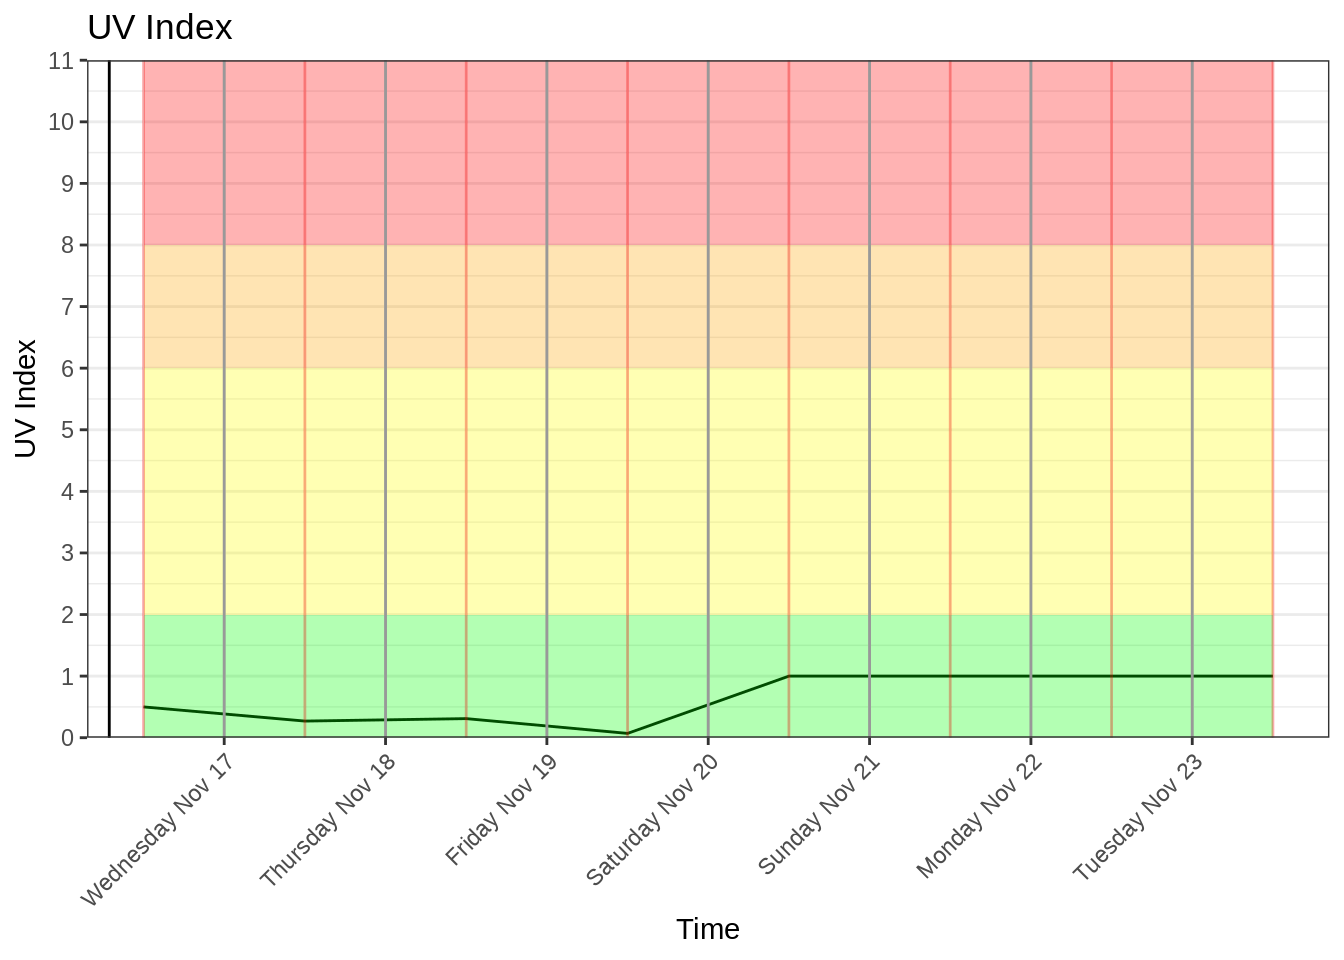 UV Index
UV Index
11
10
9
8
7
6
5
4
3
2
1
0
Wednesday Nov 17
Thursday Nov 18
Friday Nov 19
Saturday Nov 20
Sunday Nov 21
Monday Nov 22
Tuesday Nov 23
Time